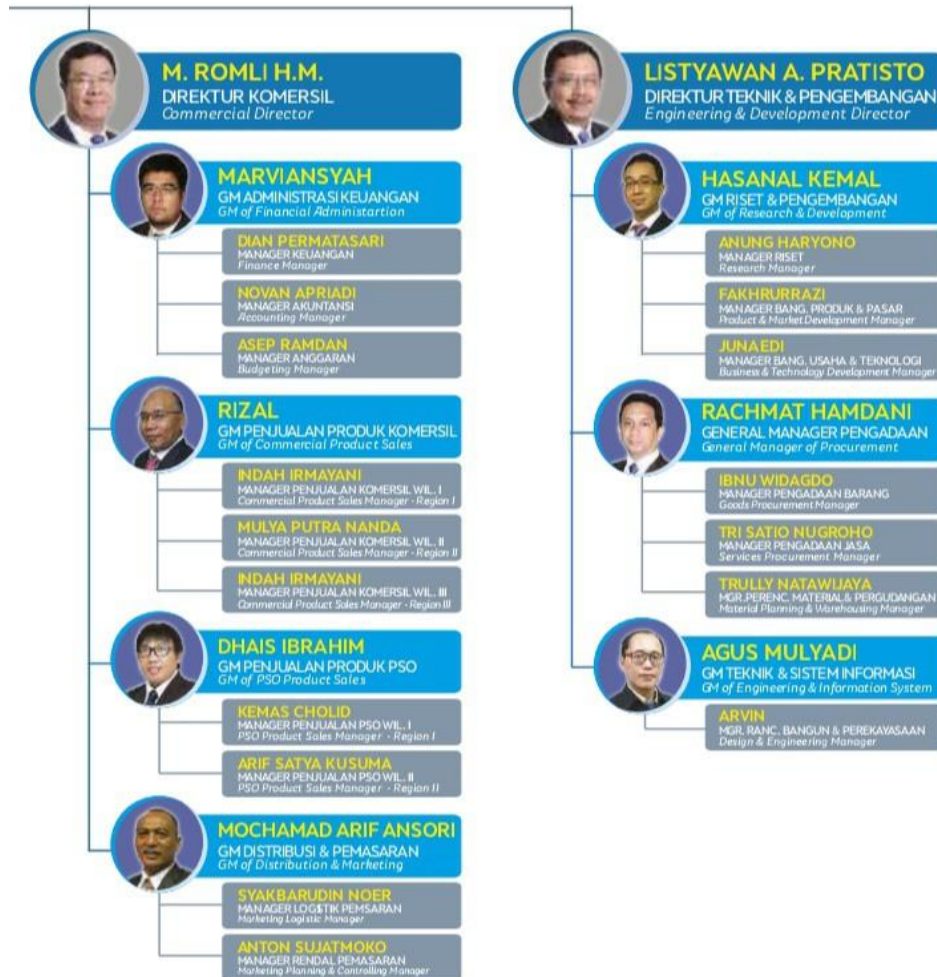 M. ROMLI H.M.
DIREKTUR KOMERSIL
Commercial Director
MARVIANSYAH
GM ADMINISTRASI KEUANGAN
GM of Financial Administartion
DIAN PERMATASARI
MANAGER KEUANGAN
Finance Manager
NOVAN APRIADI
MANAGER AKUNTANSI
Accounting Manager
ASEP RAMDAN
MANAGER ANGGARAN
Budgeting Manager
RIZAL
GM PENJUALAN PRODUK KOMERSIL
GM of Commercial Product Sales
INDAH IRMAYANI
MANAGER PENJUALAN KOMERSIL WIL. I
Commercial Product Sales Manager - Region I
MULYA PUTRA NANDA
MANAGER PENJUALAN KOMERSIL WIL. II
Commercial Product Sales Manager - Region II
INDAH IRMAYANI
MANAGER PENJUALAN KOMERSIL WIL. III
Commercial Product Sales Manager - Region III
DHAIS IBRAHIM
GM PENJUALAN PRODUK PSO
GM of PSO Product Sales
KEMAS CHOLID
MANAGER PENJUALAN PSO WIL. I
PSO Product Sales Manager - Region I
ARIF SATYA KUSUMA
MANAGER PENJUALAN PSO WIL. II
PSO Product Sales Manager - Region II
MOCHAMAD ARIF ANSORI
GM DISTRIBUSI & PEMASARAN
GM of Distribution & Marketing
SYAKBARUDIN NOER
MANAGER LOGSTIK PEMSARAN
Marketing Logistic Manager
ANTON SUJATMOKO
MANAGER RENDAL PEMASARAN
Marketing Planning & Controlling Manager
LISTYAWAN A. PRATISTO
DIREKTUR TEKNIK & PENGEMBANGAN
Engineering & Development Director
HASANAL KEMAL
GM RISET & PENGEMBANGAN
GM of Research & Development
ANUNG HARYONO
MANAGER RISET
Research Manager
FAKHRURRAZI
MANAGER BANG. PRODUK & PASAR
Product & Market Development Manager
JUNAEDI
MANAGER BANG. USAHA & TEKNOLOGI
Business & Technology Development Manager
RACHMAT HAMDANI
GENERAL MANAGER PENGADAAN
General Manager of Procurement
IBNU WIDAGDO
MANAGER PENGADAAN BARANG
Goods Procurement Manager
TRI SATIO NUGROHO
MANAGER PENGADAAN JASA
Services Procurement Manager
TRULLY NATAWIJAYA
MGR.PERENC. MATERIAL & PERGUDANGAN
Material Planning & Warehousing Manager
AGUS MULYADI
GM TEKNIK & SISTEM INFORMASI
GM of Engineering & Information System
ARVIN
MGR. RANC. BANGUN & PEREKAYASAAN
Design & Engineering Manager